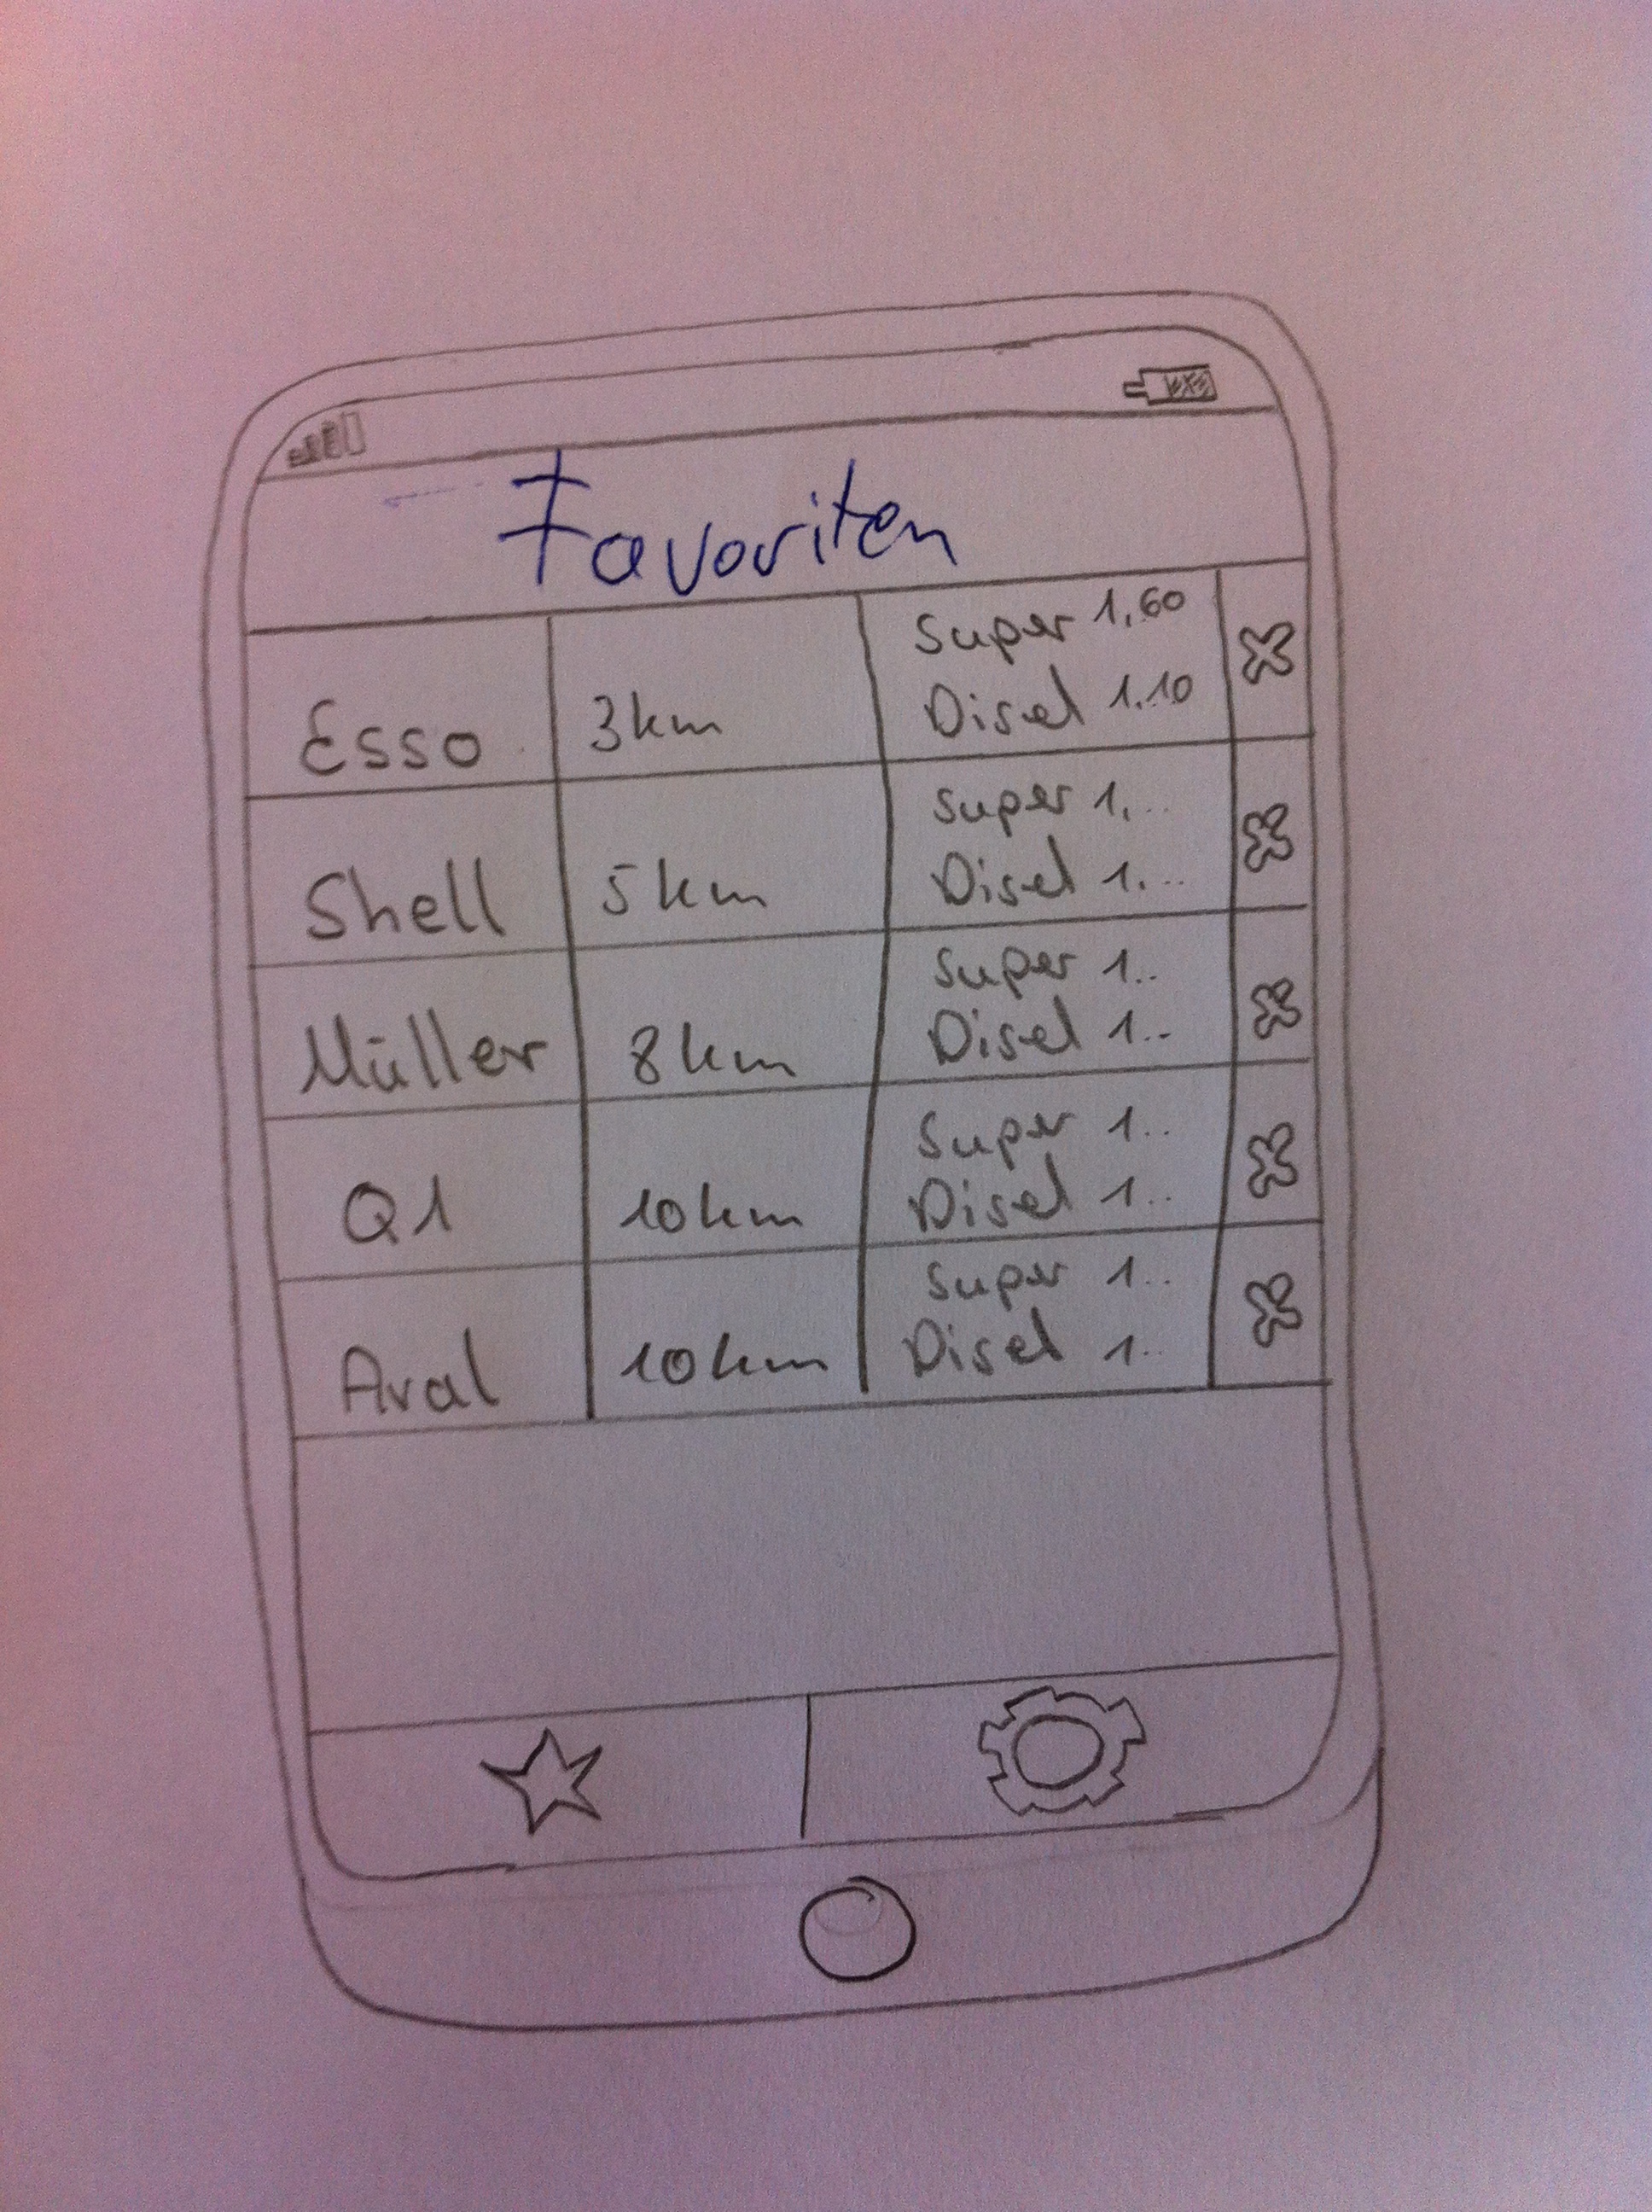 Favoriten
Esso 3km Super 1,60
Disel 1,10
Shell 5km Super 1,...
Disel 1,...
Müller 8km Super 1..
Disel 1..
Q1 10km Super 1..
Disel 1..
Aral 10km Super 1..
Disel 1..